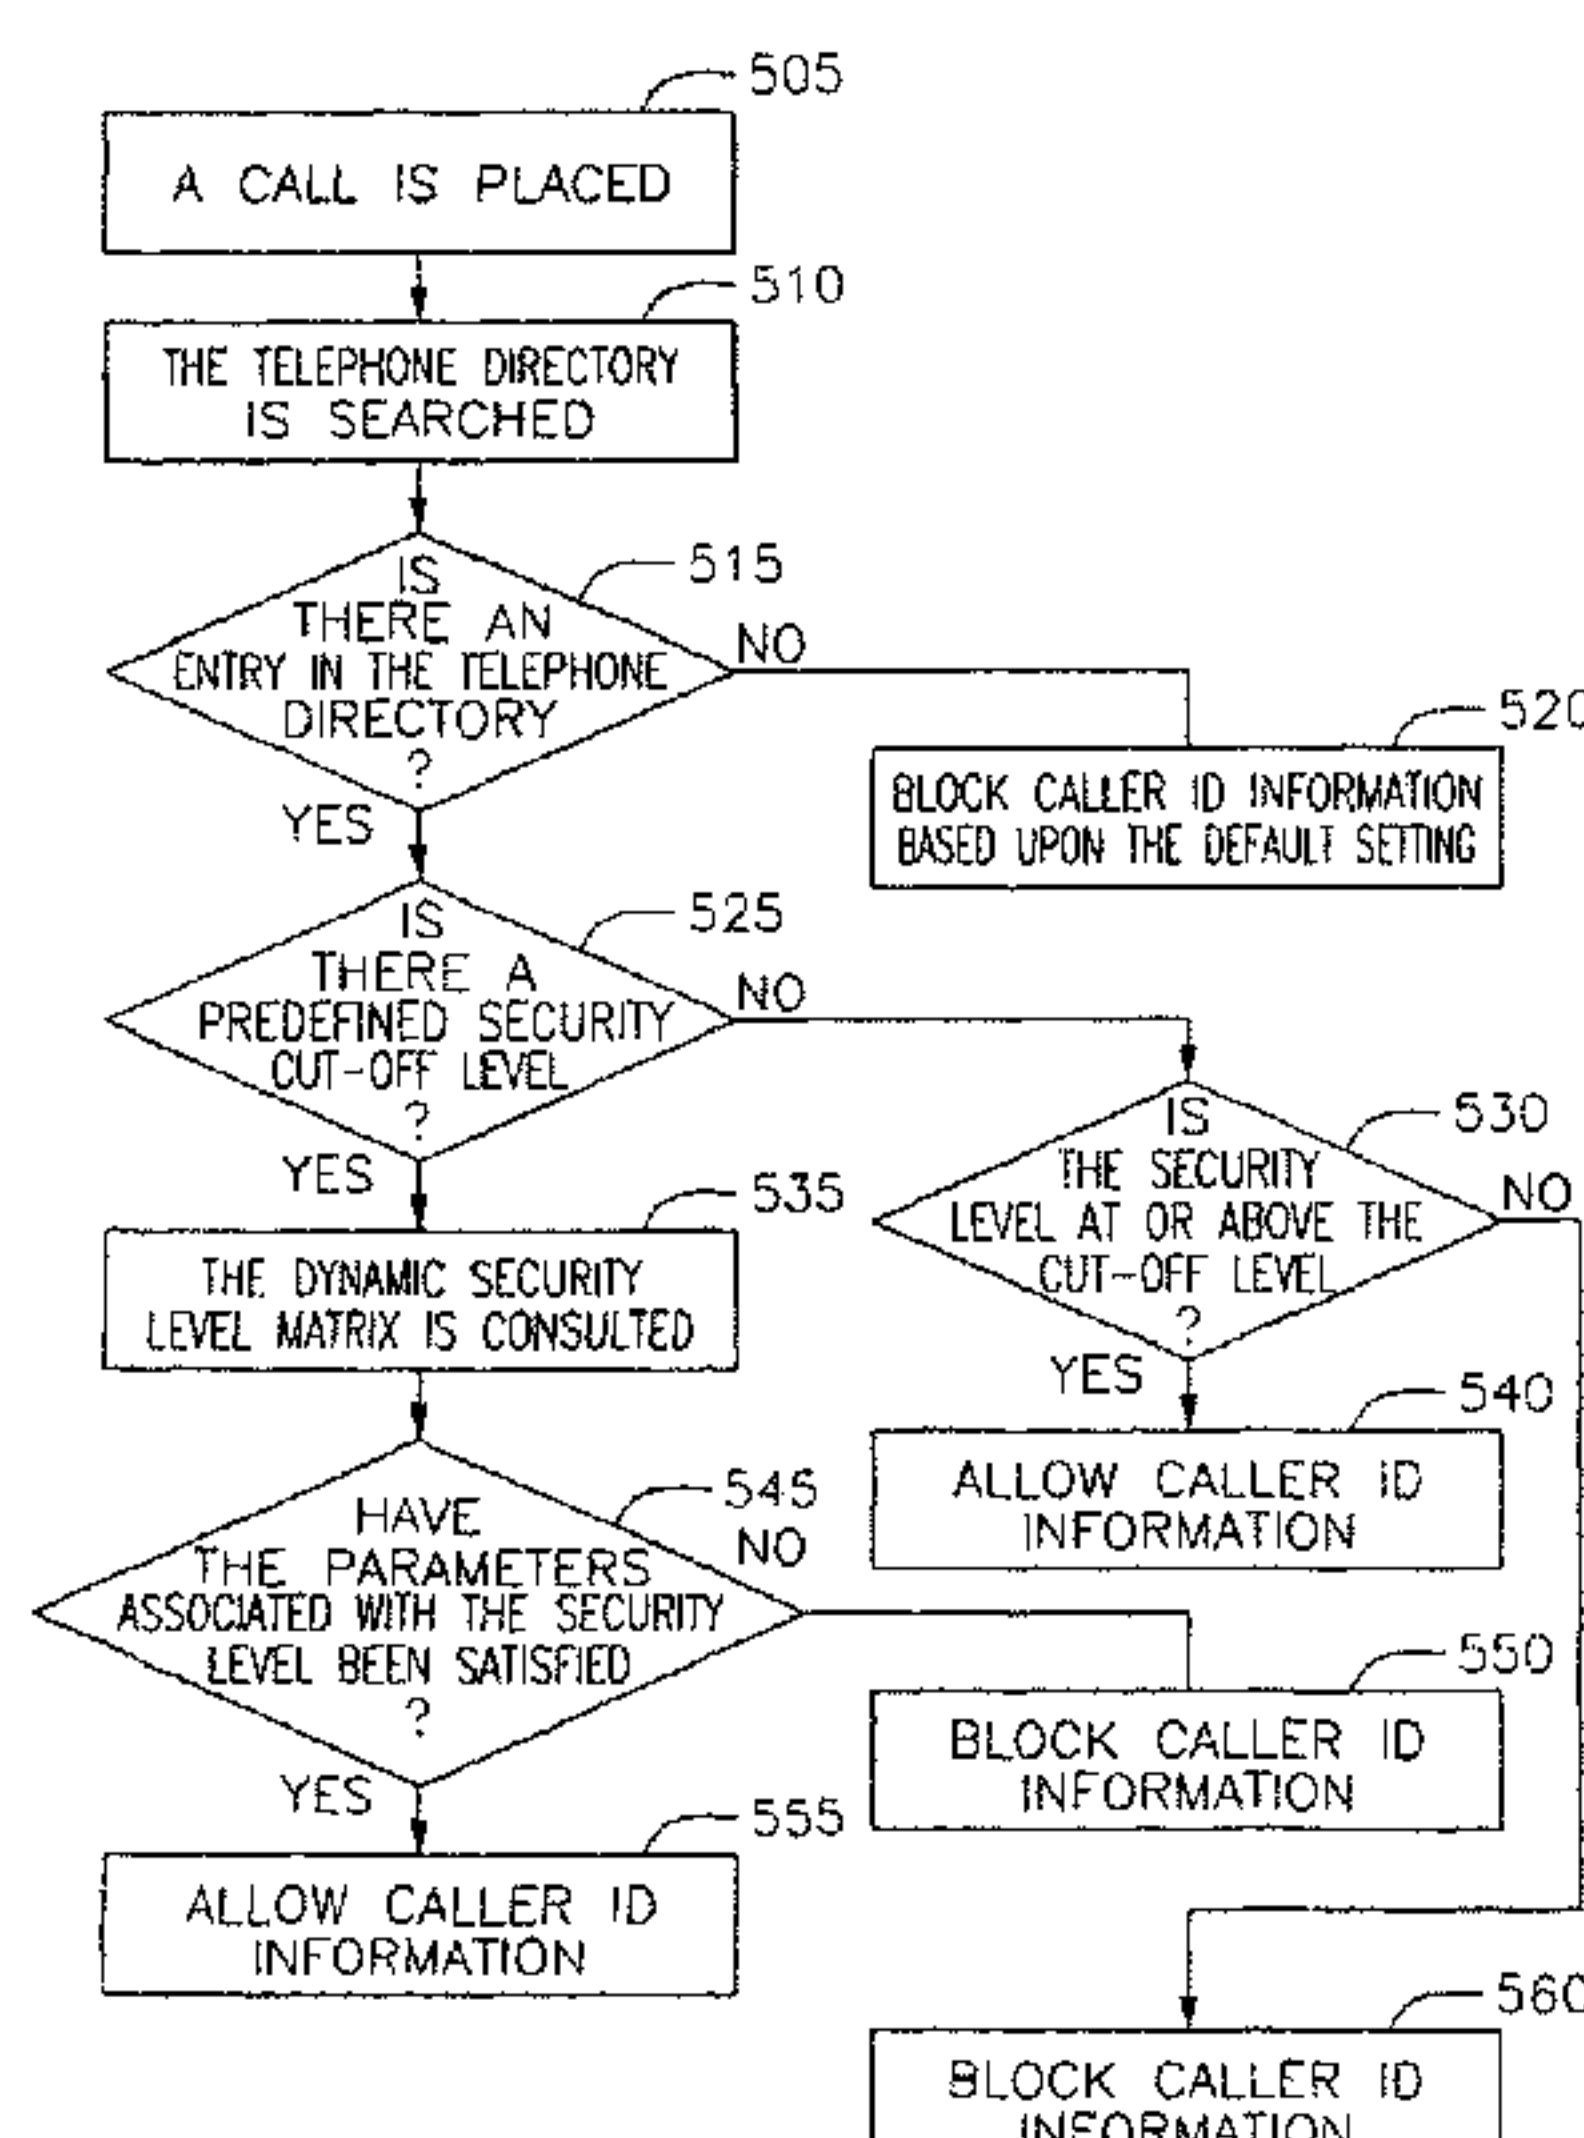 505
A CALL IS PLACED
510
THE TELEPHONE DIRECTORY
IS SEARCHED
515
IS
THERE AN
ENTRY IN THE TELEPHONE
DIRECTORY
?
NO
YES
520
BLOCK CALLER ID INFORMATION
BASED UPON THE DEFAULT SETTING
525
IS
THERE A
PREDEFINED SECURITY
CUT-OFF LEVEL
?
NO
YES
530
IS
THE SECURITY
LEVEL AT OR ABOVE THE
CUT-OFF LEVEL
?
NO
YES
535
THE DYNAMIC SECURITY
LEVEL MATRIX IS CONSULTED
540
ALLOW CALLER ID
INFORMATION
545
HAVE
THE PARAMETERS
ASSOCIATED WITH THE SECURITY
LEVEL BEEN SATISFIED
?
NO
YES
550
BLOCK CALLER ID
INFORMATION
555
ALLOW CALLER ID
INFORMATION
560
BLOCK CALLER ID
INFORMATION